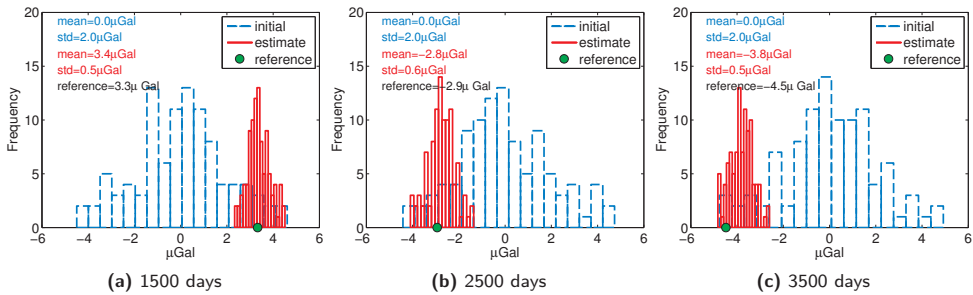 mean=0.0μGal
std=2.0μGal
mean=3.4μGal
std=0.5μGal
reference=3.3μ Gal
initial
estimate
reference
Frequency
20
15
10
5
0
−6 −4 −2 0 2 4 6
μGal
(a) 1500 days
mean=0.0μGal
std=2.0μGal
mean=−2.8μGal
std=0.6μGal
reference=−2.9μ Gal
initial
estimate
reference
Frequency
20
15
10
5
0
−6 −4 −2 0 2 4 6
μGal
(b) 2500 days
mean=0.0μGal
std=2.0μGal
mean=−3.8μGal
std=0.5μGal
reference=−4.5μ Gal
initial
estimate
reference
Frequency
20
15
10
5
0
−6 −4 −2 0 2 4 6
μGal
(c) 3500 days